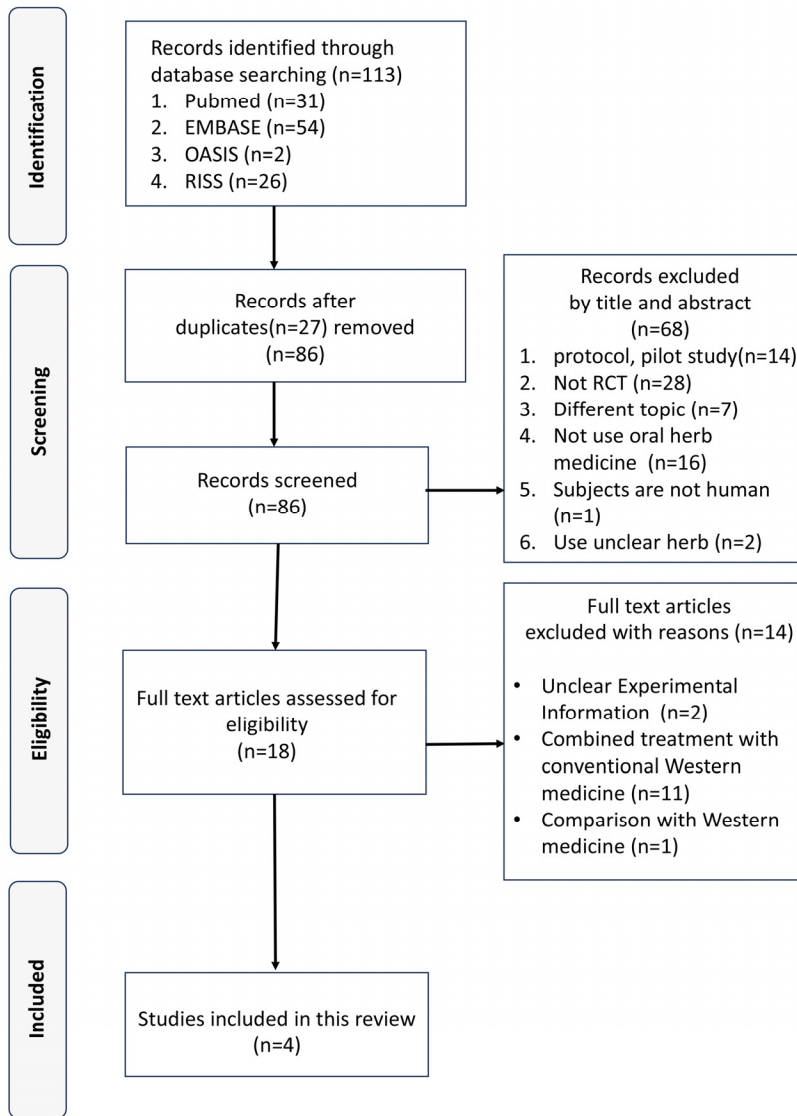 Identification
Records identified through
database searching (n=113)
1. Pubmed (n=31)
2. EMBASE (n=54)
3. OASIS (n=2)
4. RISS (n=26)
Screening
Records after
duplicates(n=27) removed
(n=86)
Records screened
(n=86)
Records excluded
by title and abstract
(n=68)
1. protocol, pilot study(n=14)
2. Not RCT (n=28)
3. Different topic (n=7)
4. Not use oral herb
medicine (n=16)
5. Subjects are not human
(n=1)
6. Use unclear herb (n=2)
Eligibility
Full text articles assessed for
eligibility
(n=18)
Full text articles
excluded with reasons (n=14)
• Unclear Experimental
Information (n=2)
• Combined treatment with
conventional Western
medicine (n=11)
• Comparison with Western
medicine (n=1)
Included
Studies included in this review
(n=4)